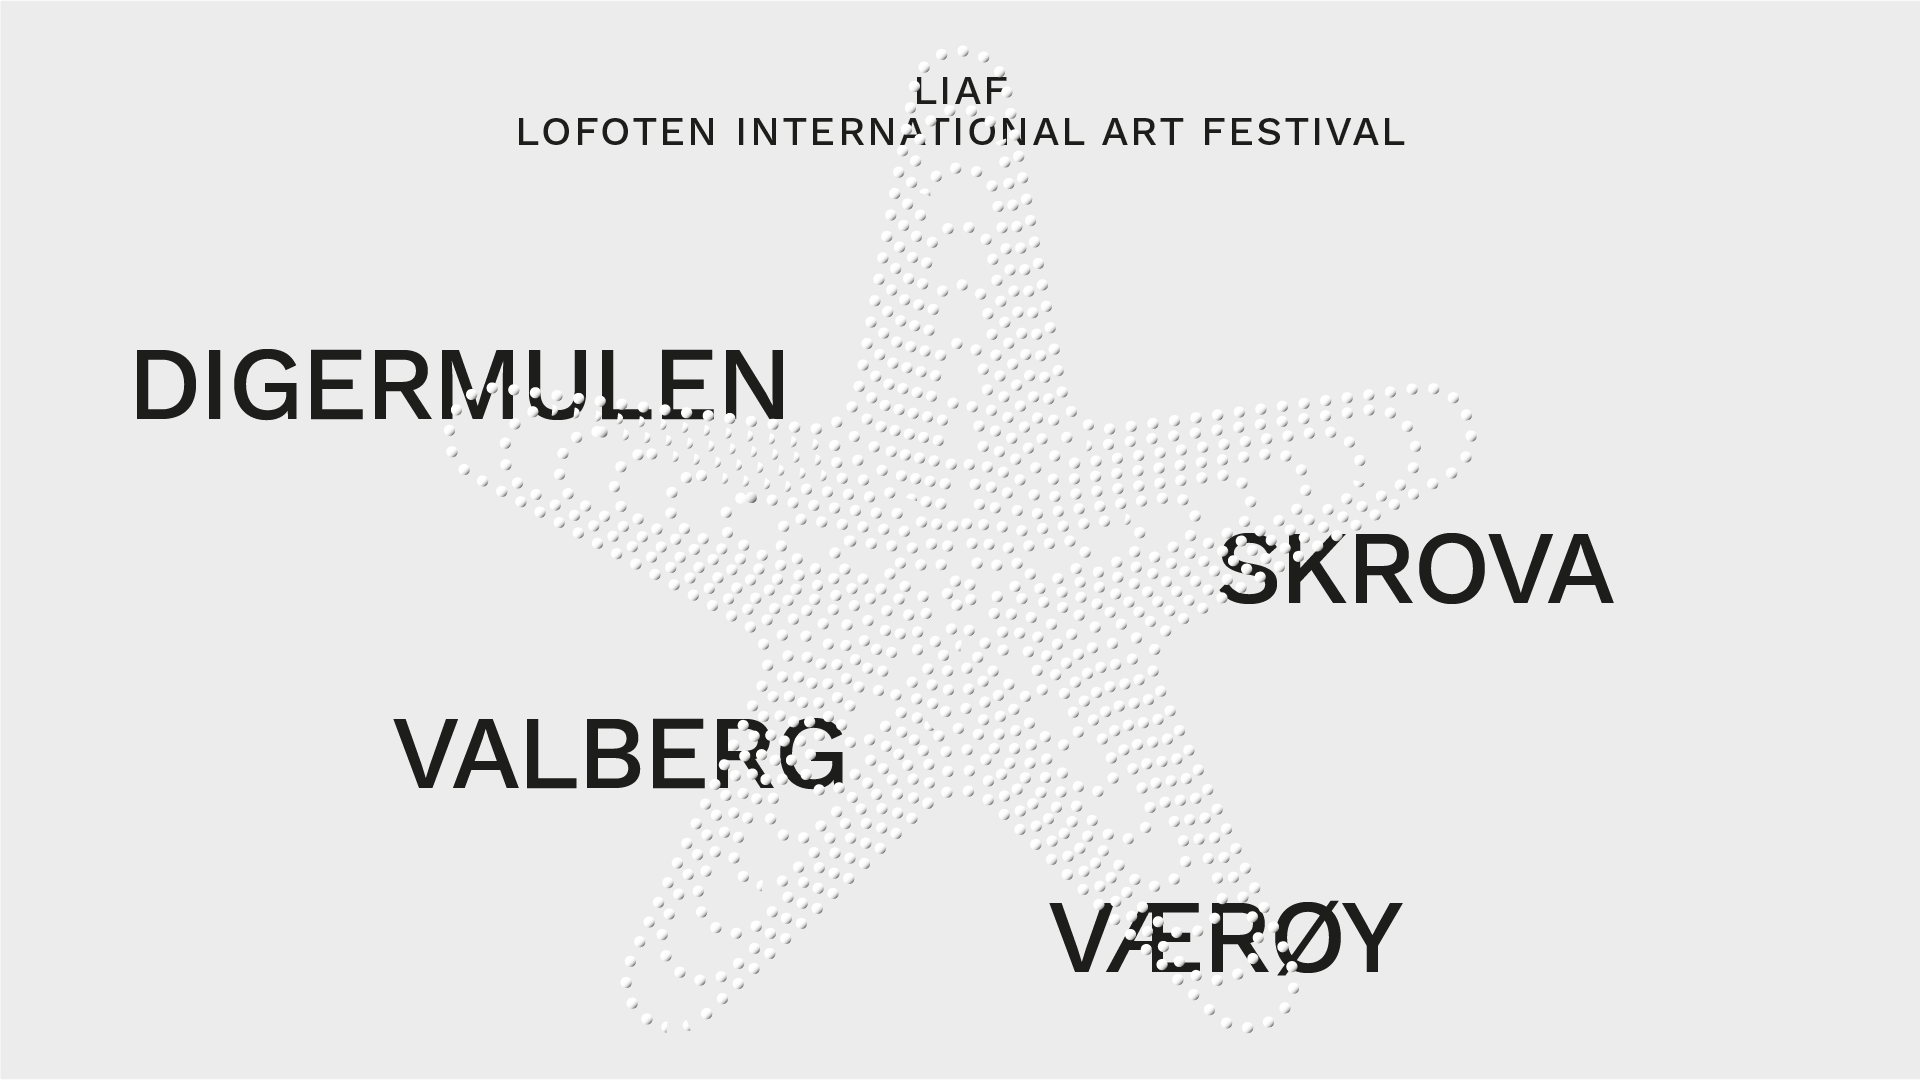 LIAF
LOFOTEN INTERNATIONAL ART FESTIVAL
DIGERMULEN
SKROVA
VALBERG
VÆRØY